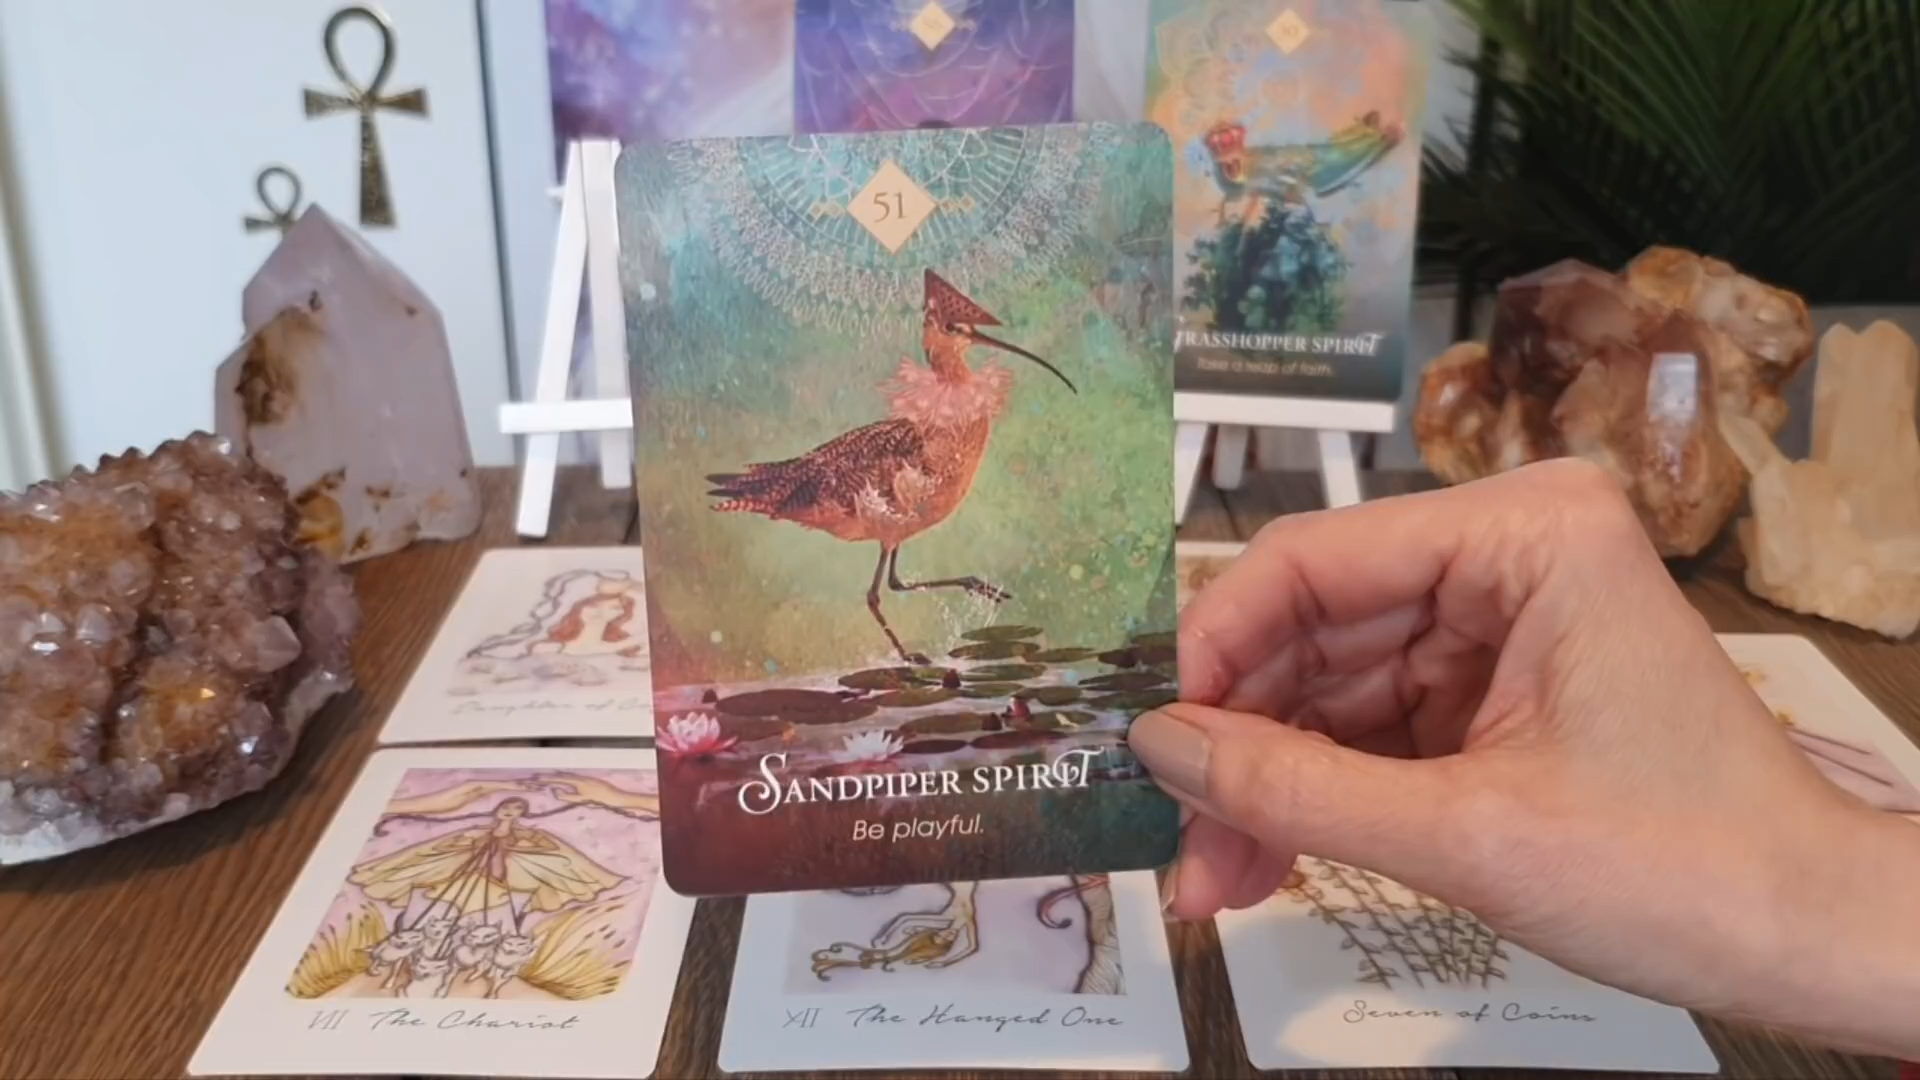 51
SANDPIPER SPIRIT
Be playful.
GRASSHOPPER SPIRIT
Take a leap of faith.
VII The Chariot
XII The Hanged One
Seven of Coins